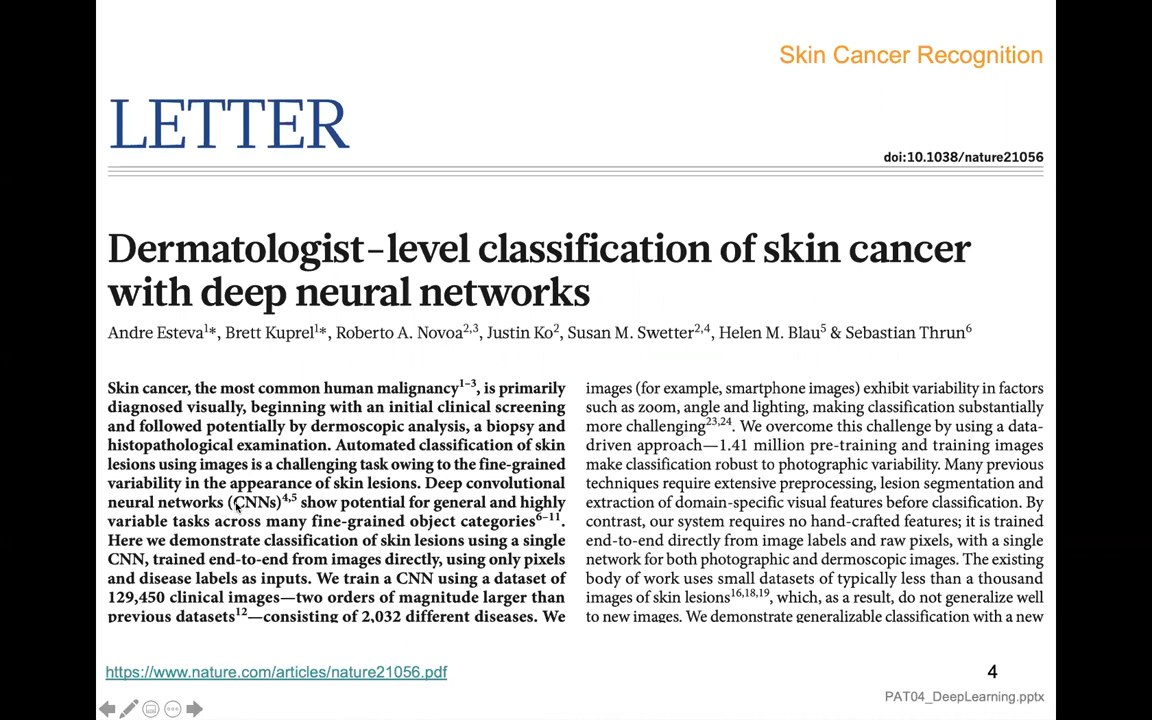 Skin Cancer Recognition
LETTER
doi:10.1038/nature21056
Dermatologist-level classification of skin cancer
with deep neural networks
Andre Esteva1*, Brett Kuprel1*, Roberto A. Novoa2,3, Justin Ko2, Susan M. Swetter2,4, Helen M. Blau5 & Sebastian Thrun6
Skin cancer, the most common human malignancy1–3, is primarily
diagnosed visually, beginning with an initial clinical screening
and followed potentially by dermoscopic analysis, a biopsy and
histopathological examination. Automated classification of skin
lesions using images is a challenging task owing to the fine-grained
variability in the appearance of skin lesions. Deep convolutional
neural networks (CNNs)4,5 show potential for general and highly
variable tasks across many fine-grained object categories6–11.
Here we demonstrate classification of skin lesions using a single
CNN, trained end-to-end from images directly, using only pixels
and disease labels as inputs. We train a CNN using a dataset of
129,450 clinical images—two orders of magnitude larger than
previous datasets12—consisting of 2,032 different diseases. We
images (for example, smartphone images) exhibit variability in factors
such as zoom, angle and lighting, making classification substantially
more challenging23,24. We overcome this challenge by using a data-
driven approach—1.41 million pre-training and training images
make classification robust to photographic variability. Many previous
techniques require extensive preprocessing, lesion segmentation and
extraction of domain-specific visual features before classification. By
contrast, our system requires no hand-crafted features; it is trained
end-to-end directly from image labels and raw pixels, with a single
network for both photographic and dermoscopic images. The existing
body of work uses small datasets of typically less than a thousand
images of skin lesions16,18,19, which, as a result, do not generalize well
to new images. We demonstrate generalizable classification with a new
https://www.nature.com/articles/nature21056.pdf
4
PAT04_DeepLearning.pptx